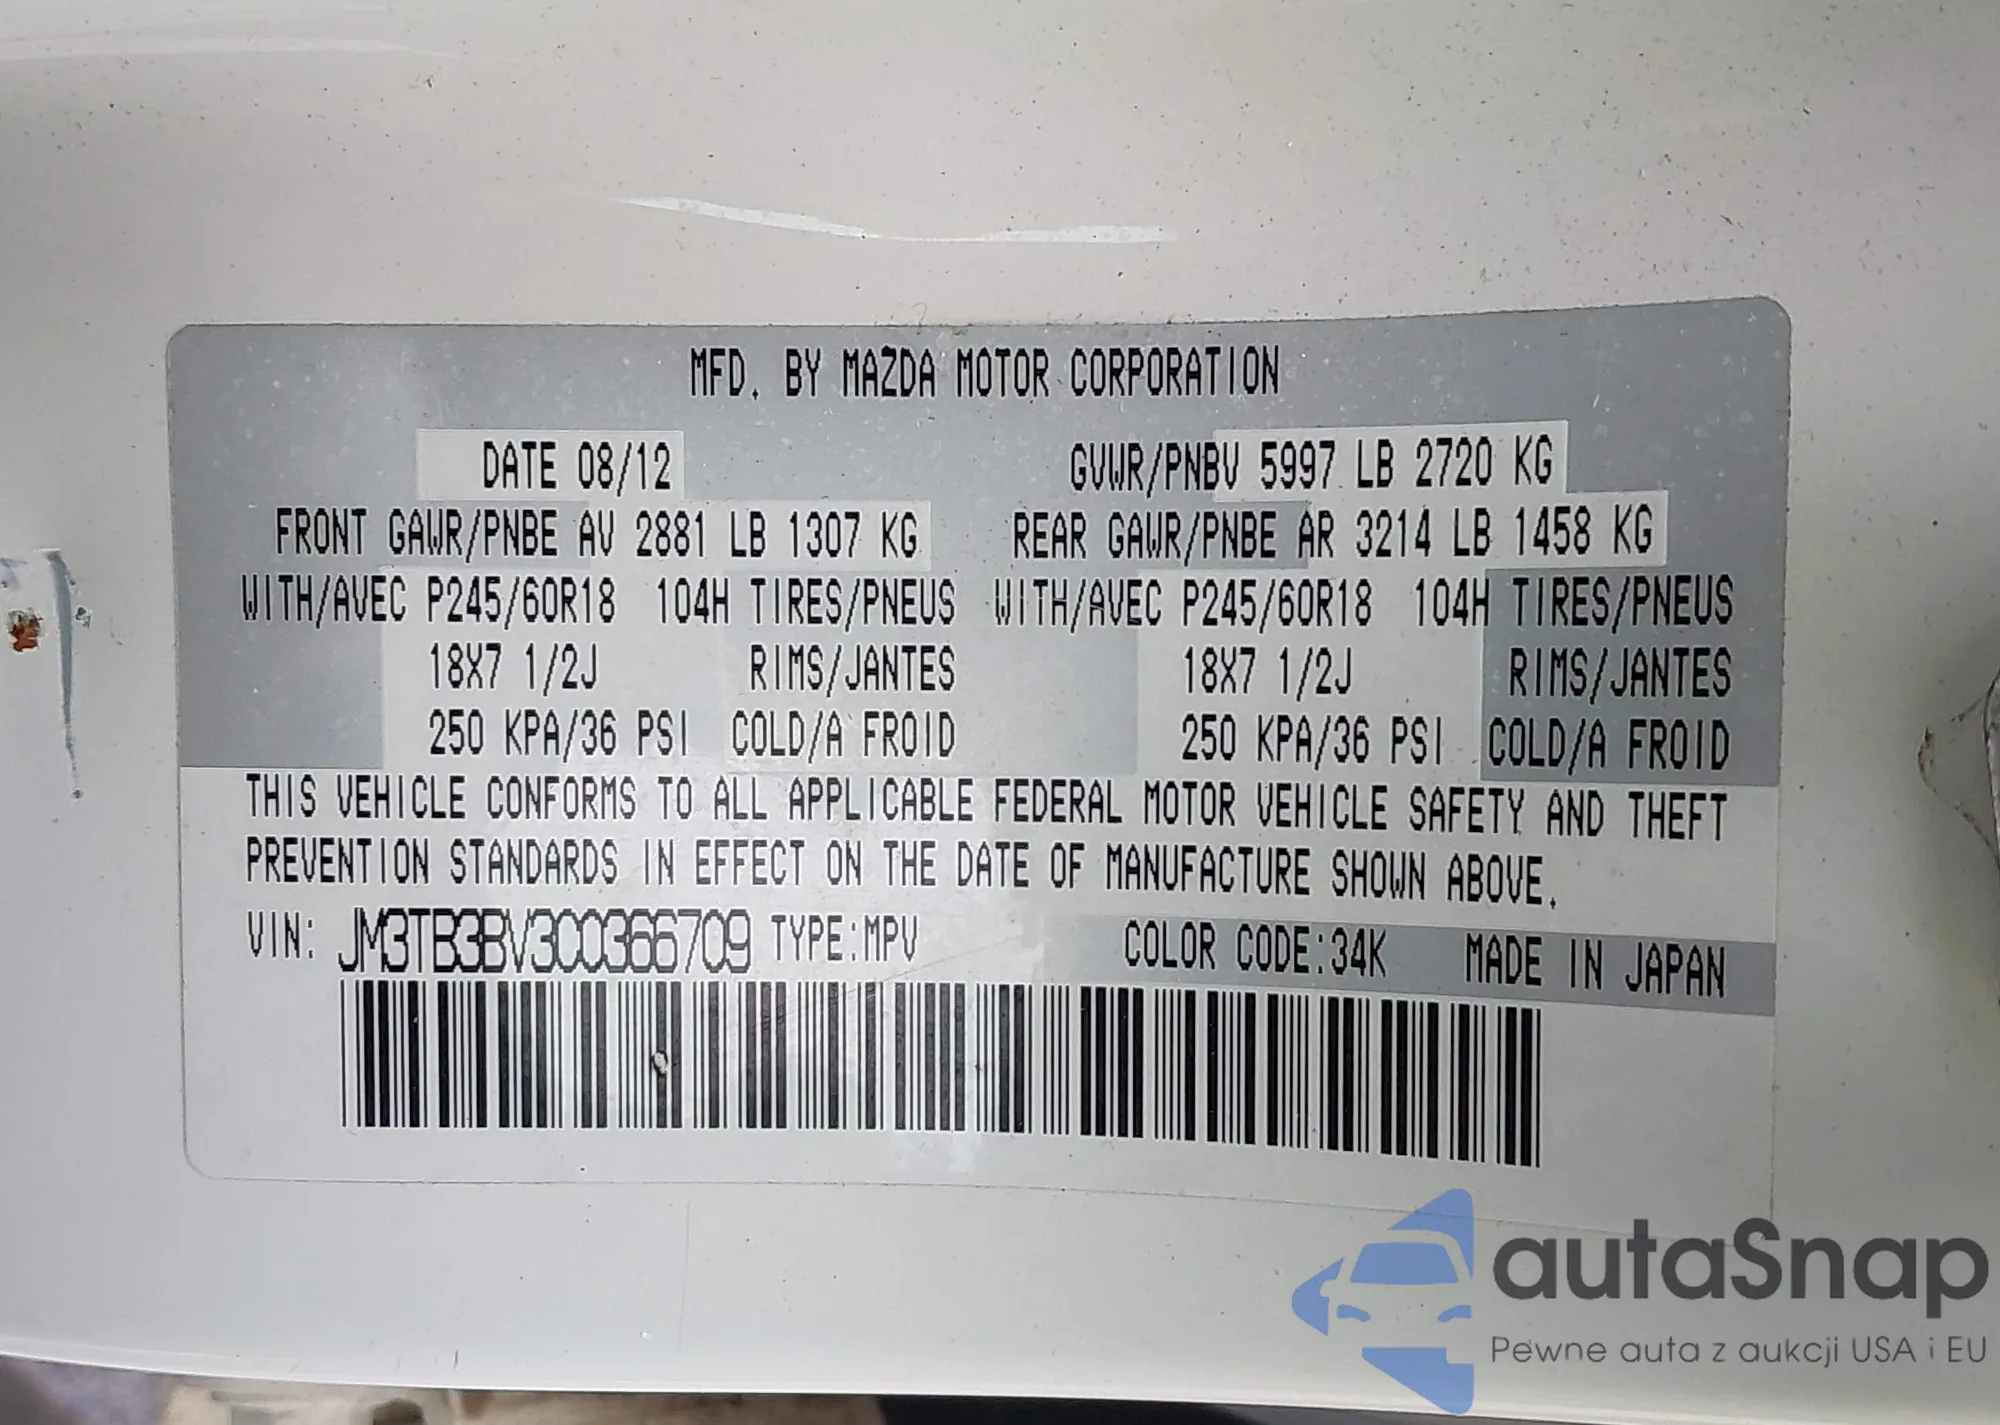 MFD. BY MAZDA MOTOR CORPORATION
DATE 08/12 GVWR/PNBV 5997 LB 2720 KG
FRONT GAWR/PNBE AV 2881 LB 1307 KG REAR GAWR/PNBE AR 3214 LB 1458 KG
WITH/AVEC P245/60R18 104H TIRES/PNEUS WITH/AVEC P245/60R18 104H TIRES/PNEUS
18X7 1/2J RIMS/JANTES 18X7 1/2J RIMS/JANTES
250 KPA/36 PSI COLD/A FROID 250 KPA/36 PSI COLD/A FROID
THIS VEHICLE CONFORMS TO ALL APPLICABLE FEDERAL MOTOR VEHICLE SAFETY AND THEFT
PREVENTION STANDARDS IN EFFECT ON THE DATE OF MANUFACTURE SHOWN ABOVE.
VIN: JM3TB3BV3C0366709 TYPE:MPV COLOR CODE:34K MADE IN JAPAN
autaSnap
Pewne auta z aukcji USA i EU